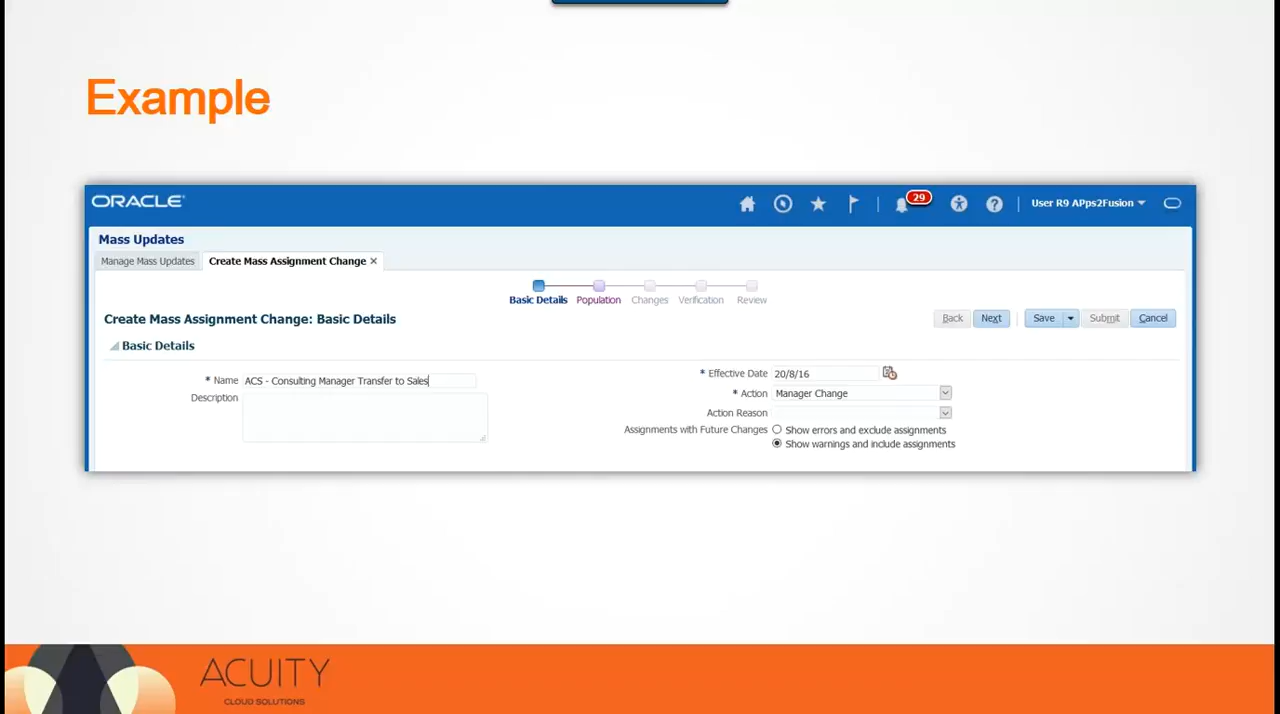 Example
ORACLE
29
User R9 APps2Fusion
Mass Updates
Manage Mass Updates
Create Mass Assignment Change
Basic Details
Population
Changes
Verification
Review
Create Mass Assignment Change: Basic Details
Back
Next
Save
Submit
Cancel
Basic Details
* Name ACS - Consulting Manager Transfer to Sales
Description
* Effective Date 20/8/16
* Action Manager Change
Action Reason
Assignments with Future Changes Show errors and exclude assignments
Show warnings and include assignments
ACUITY
CLOUD SOLUTIONS